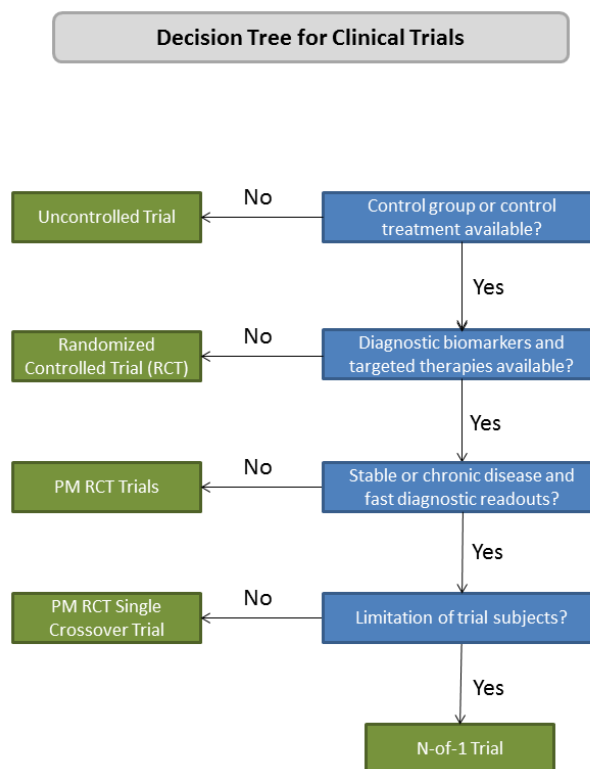 Decision Tree for Clinical Trials
No
Uncontrolled Trial
Control group or control
treatment available?
Yes
No
Randomized
Controlled Trial (RCT)
Diagnostic biomarkers and
targeted therapies available?
Yes
No
PM RCT Trials
Stable or chronic disease and
fast diagnostic readouts?
Yes
No
PM RCT Single
Crossover Trial
Limitation of trial subjects?
Yes
N-of-1 Trial